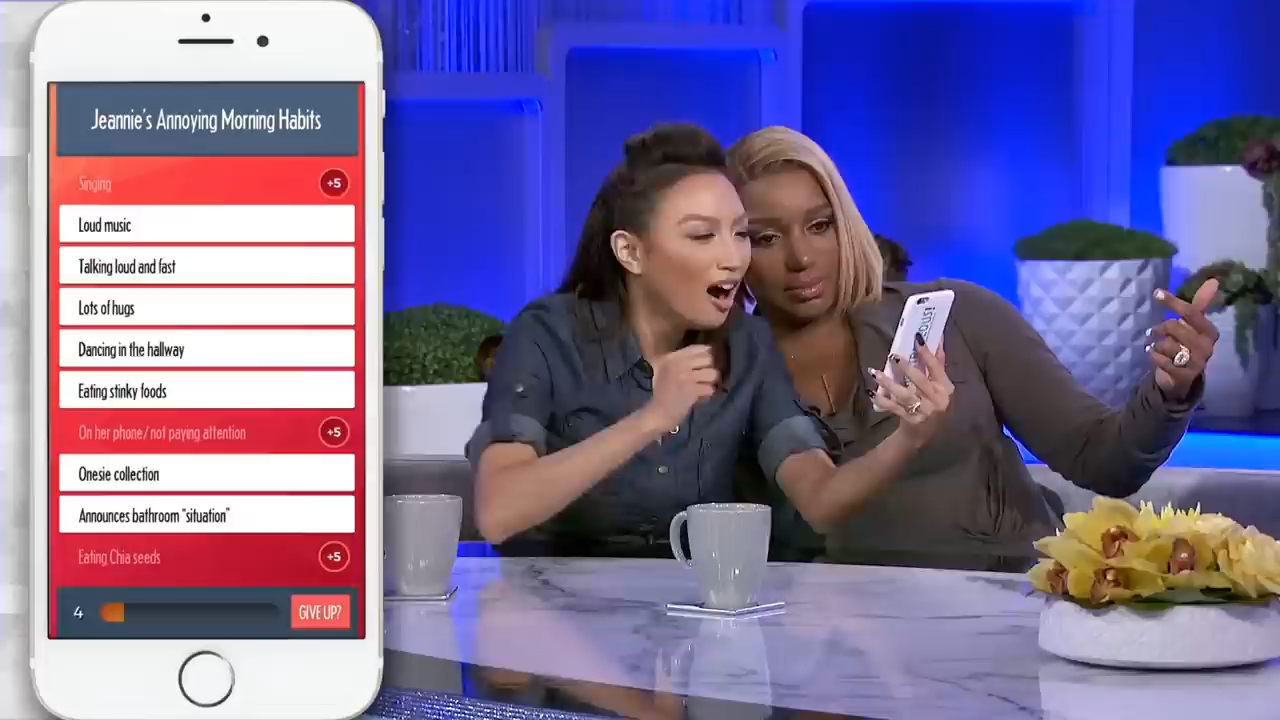 Jeannie's Annoying Morning Habits
Singing +5
Loud music
Talking loud and fast
Lots of hugs
Dancing in the hallway
Eating stinky foods
On her phone/not paying attention +5
Onesie collection
Announces bathroom "situation"
Eating Chia seeds +5
4 GIVE UP?